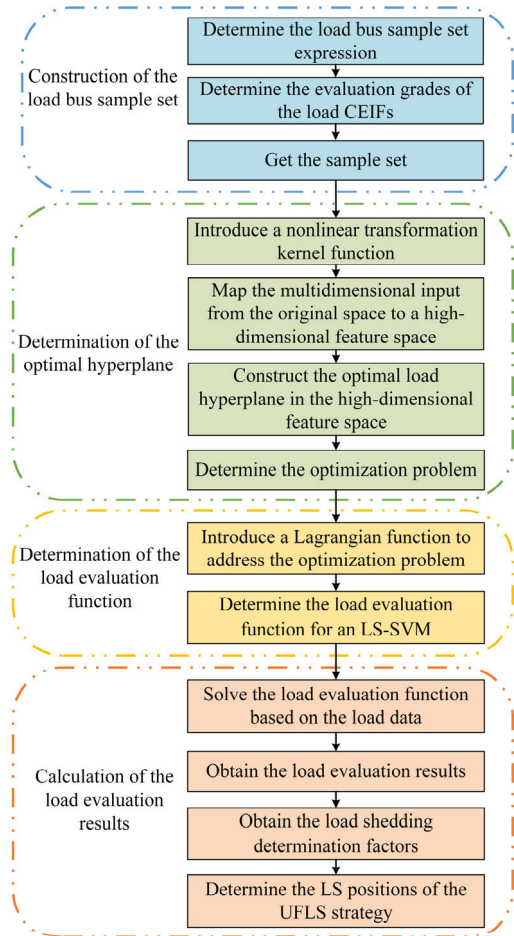 Construction of the
load bus sample set
Determine the load bus sample set
expression
Determine the evaluation grades of
the load CEIFs
Get the sample set
Determination of the
optimal hyperplane
Introduce a nonlinear transformation
kernel function
Map the multidimensional input
from the original space to a high-
dimensional feature space
Construct the optimal load
hyperplane in the high-dimensional
feature space
Determine the optimization problem
Determination of the
load evaluation
function
Introduce a Lagrangian function to
address the optimization problem
Determine the load evaluation
function for an LS-SVM
Calculation of the
load evaluation
results
Solve the load evaluation function
based on the load data
Obtain the load evaluation results
Obtain the load shedding
determination factors
Determine the LS positions of the
UFLS strategy